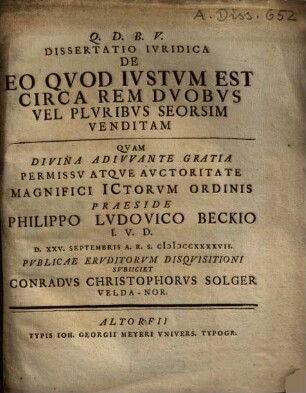 A. Diss. 652
Q. D. B. V.
DISSERTATIO IVRIDICA
DE
EO QVOD IVSTVM EST
CIRCA REM DVOBVS
VEL PLVRIBVS SEORSIM
VENDITAM
QVAM
DIVINA ADIVVANTE GRATIA
PERMISSV ATQVE AVCTORITATE
MAGNIFICI ICTORVM ORDINIS
PRAESIDE
PHILIPPO LVDOVICO BECKIO
I. V. D.
D. XXV. SEPTEMBRIS A. R. S. cIɔIɔCCXXXXVII.
PVBLICAE ERVDITORVM DISQVISITIONI
SVBIICIET
CONRADVS CHRISTOPHORVS SOLGER
VELDA-NOR.
ALTORFII
TYPIS IOH. GEORGII MEYERI VNIVERS. TYPOGR.